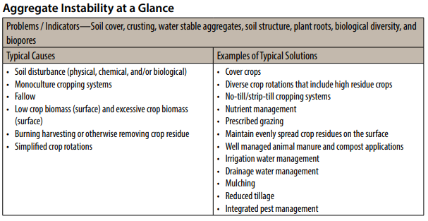 Aggregate Instability at a Glance
Problems / Indicators—Soil cover, crusting, water stable aggregates, soil structure, plant roots, biological diversity, and
biopores
Typical Causes
• Soil disturbance (physical, chemical, and/or biological)
• Monoculture cropping systems
• Fallow
• Low crop biomass (surface) and excessive crop biomass
(surface)
• Burning harvesting or otherwise removing crop residue
• Simplified crop rotations
Examples of Typical Solutions
• Cover crops
• Diverse crop rotations that include high residue crops
• No-till/strip-till cropping systems
• Nutrient management
• Prescribed grazing
• Maintain evenly spread crop residues on the surface
• Well managed animal manure and compost applications
• Irrigation water management
• Drainage water management
• Mulching
• Reduced tillage
• Integrated pest management